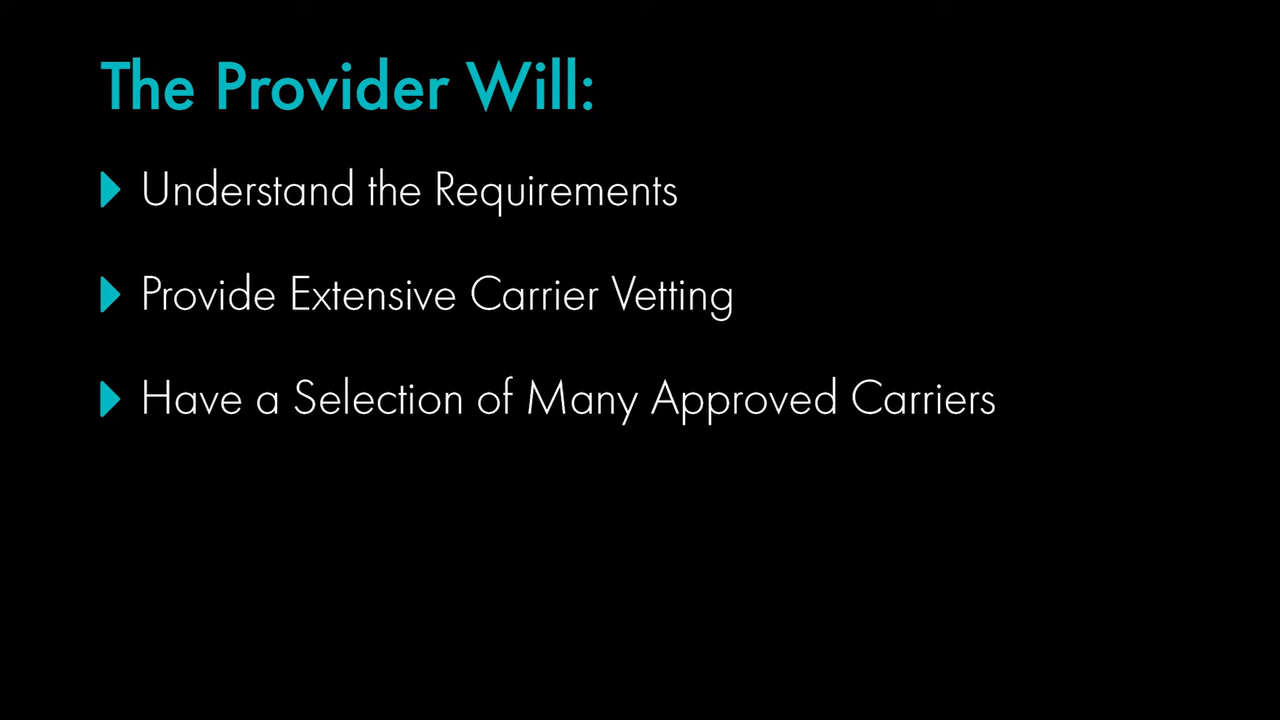 The Provider Will:
Understand the Requirements
Provide Extensive Carrier Vetting
Have a Selection of Many Approved Carriers